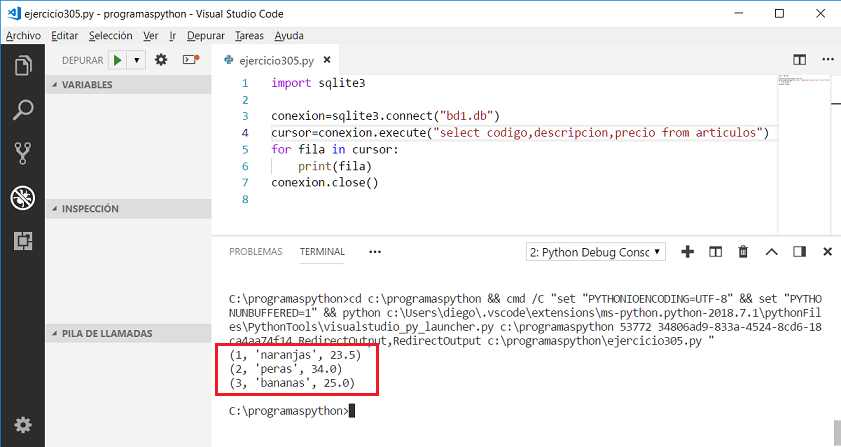 ejercicio305.py - programaspython - Visual Studio Code
Archivo Editar Selección Ver Ir Depurar Tareas Ayuda
DEPURAR
ejercicio305.py
VARIABLES
INSPECCIÓN
PILA DE LLAMADAS
1 import sqlite3
2
3 conexion=sqlite3.connect("bd1.db")
4 cursor=conexion.execute("select codigo,descripcion,precio from articulos")
5 for fila in cursor:
6 print(fila)
7 conexion.close()
8
PROBLEMAS TERMINAL ••• 2: Python Debug Consc
C:\programaspython>cd c:\programaspython && cmd /C "set "PYTHONIOENCODING=UTF-8" && set "PYTHO
NUNBUFFERED=1" && python c:\Users\diego\.vscode\extensions\ms-python.python-2018.7.1\pythonFil
es\PythonTools\visualstudio_py_launcher.py c:\programaspython 53772 34806ad9-833a-4524-8cd6-18
ca4aa74f14 RedirectOutput,RedirectOutput c:\programaspython\ejercicio305.py "
(1, 'naranjas', 23.5)
(2, 'peras', 34.0)
(3, 'bananas', 25.0)
C:\programaspython>